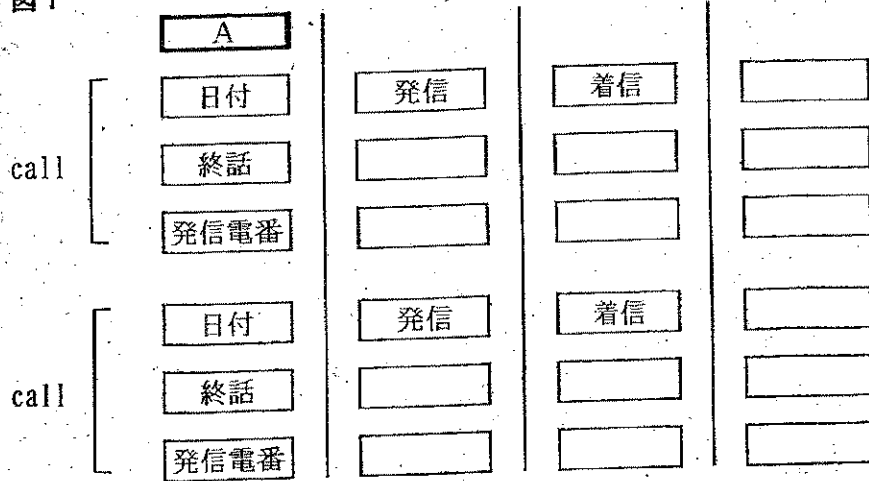 図1
A
日付 発信 着信
call
終話
発信電番
日付 発信 着信
call
終話
発信電番